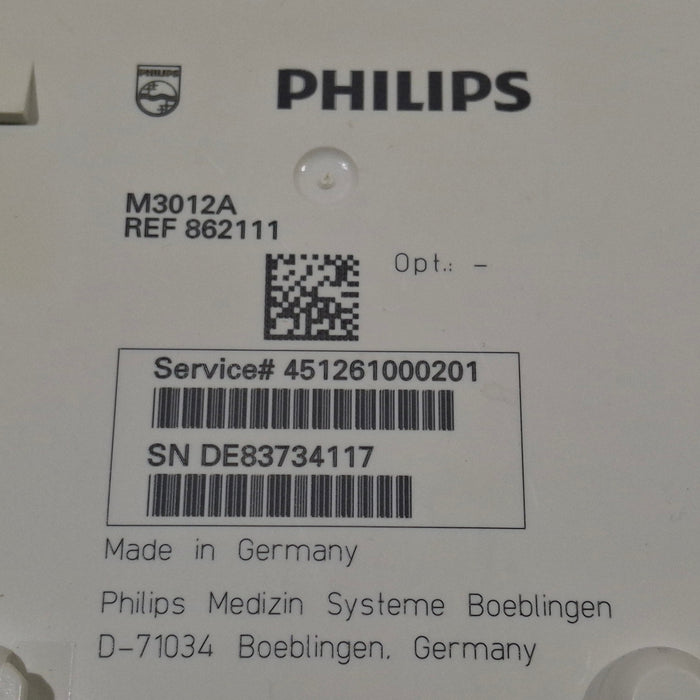 PHILIPS
PHILIPS
M3012A
REF 862111
Opt.: -
Service# 451261000201
SN DE83734117
Made in Germany
Philips Medizin Systeme Boeblingen
D-71034 Boeblingen. Germany